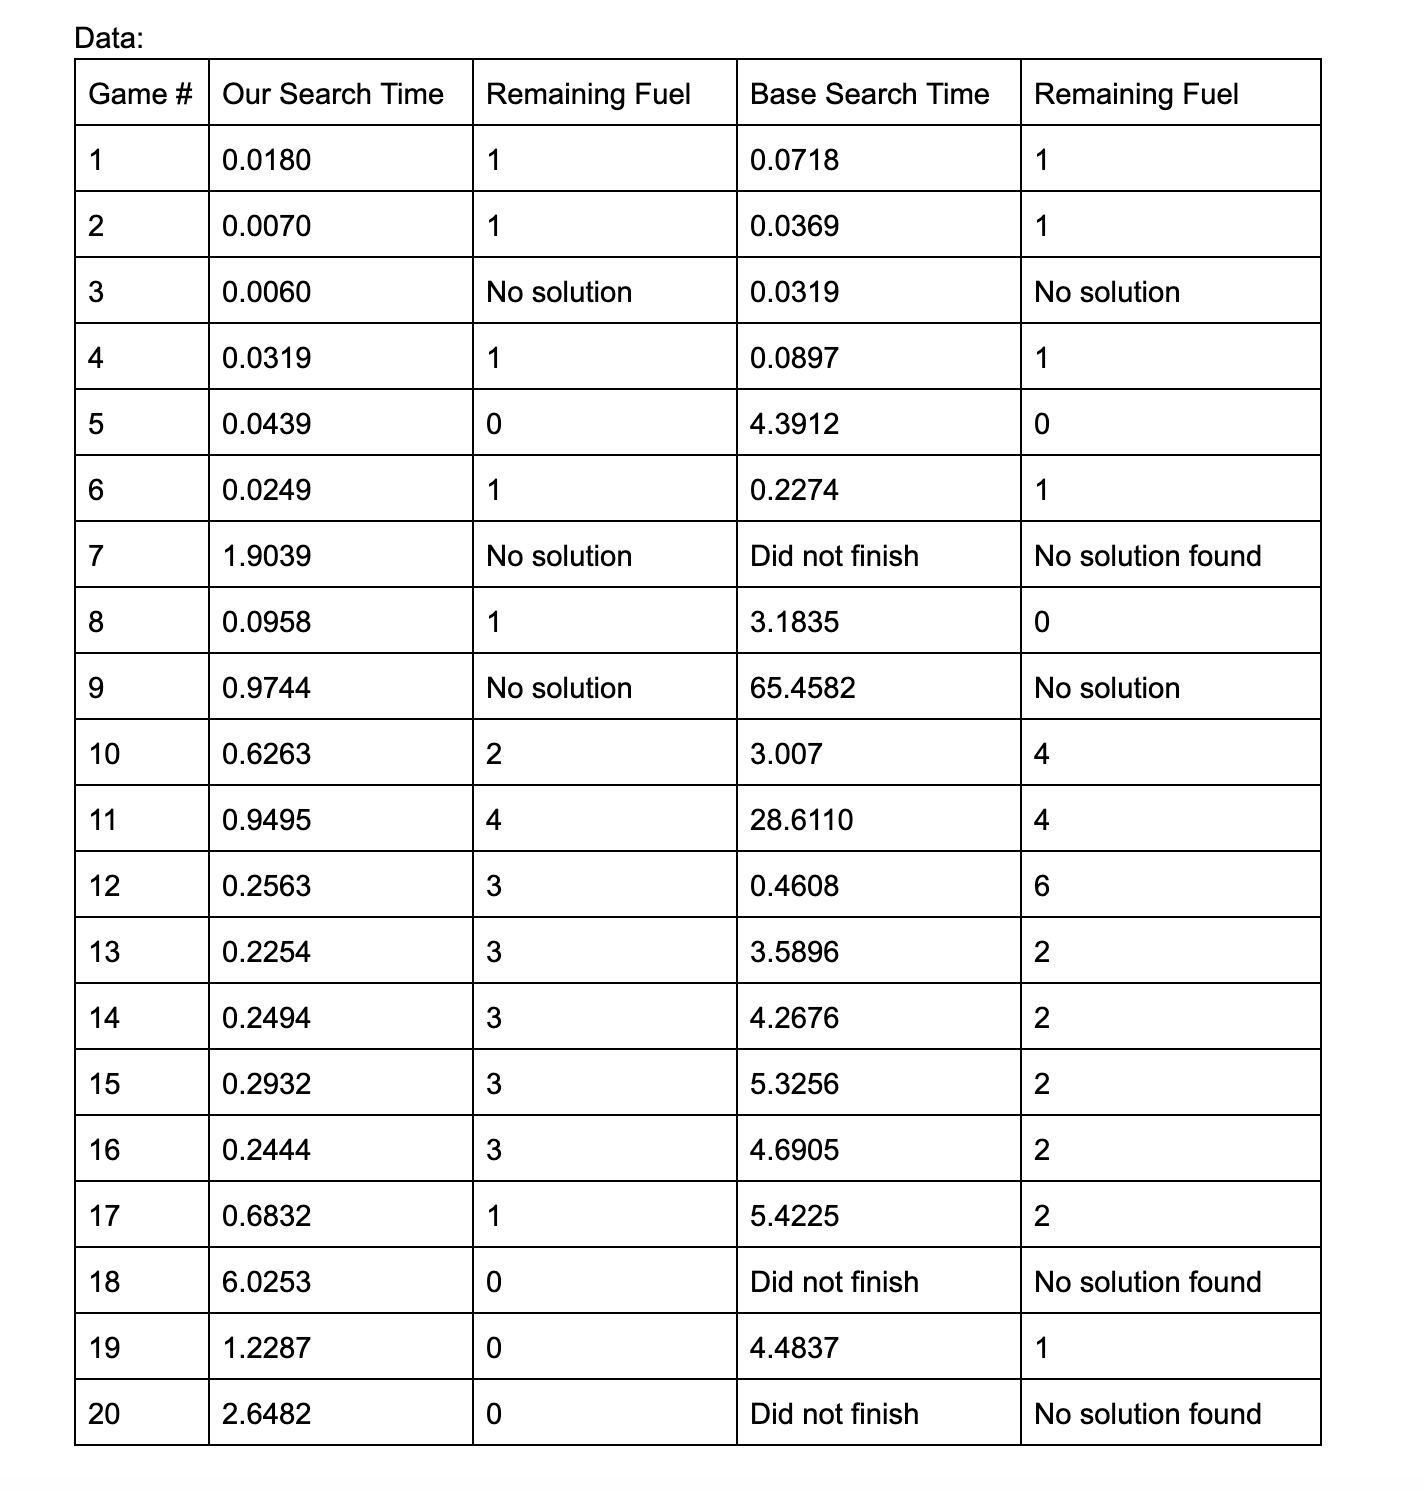 Data:
Game # Our Search Time Remaining Fuel Base Search Time Remaining Fuel
1 0.0180 1 0.0718 1
2 0.0070 1 0.0369 1
3 0.0060 No solution 0.0319 No solution
4 0.0319 1 0.0897 1
5 0.0439 0 4.3912 0
6 0.0249 1 0.2274 1
7 1.9039 No solution Did not finish No solution found
8 0.0958 1 3.1835 0
9 0.9744 No solution 65.4582 No solution
10 0.6263 2 3.007 4
11 0.9495 4 28.6110 4
12 0.2563 3 0.4608 6
13 0.2254 3 3.5896 2
14 0.2494 3 4.2676 2
15 0.2932 3 5.3256 2
16 0.2444 3 4.6905 2
17 0.6832 1 5.4225 2
18 6.0253 0 Did not finish No solution found
19 1.2287 0 4.4837 1
20 2.6482 0 Did not finish No solution found